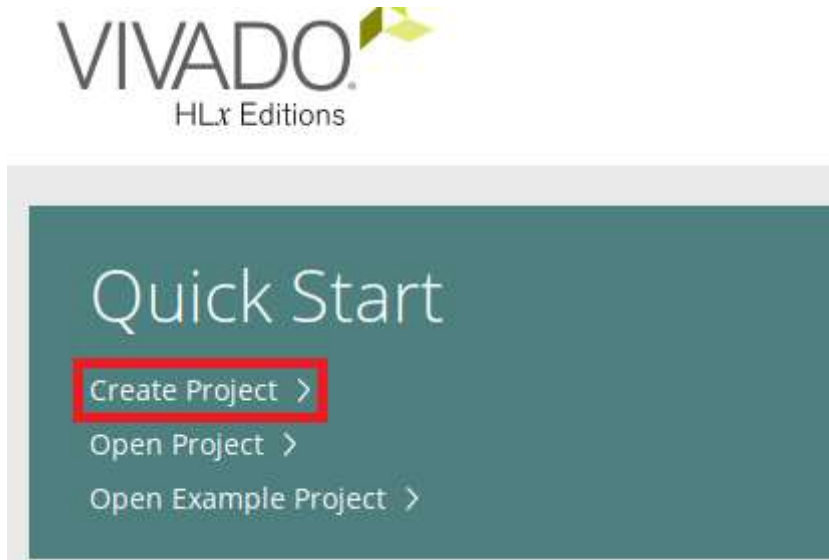 VIVADO.
HLx Editions
Quick Start
Create Project >
Open Project >
Open Example Project >